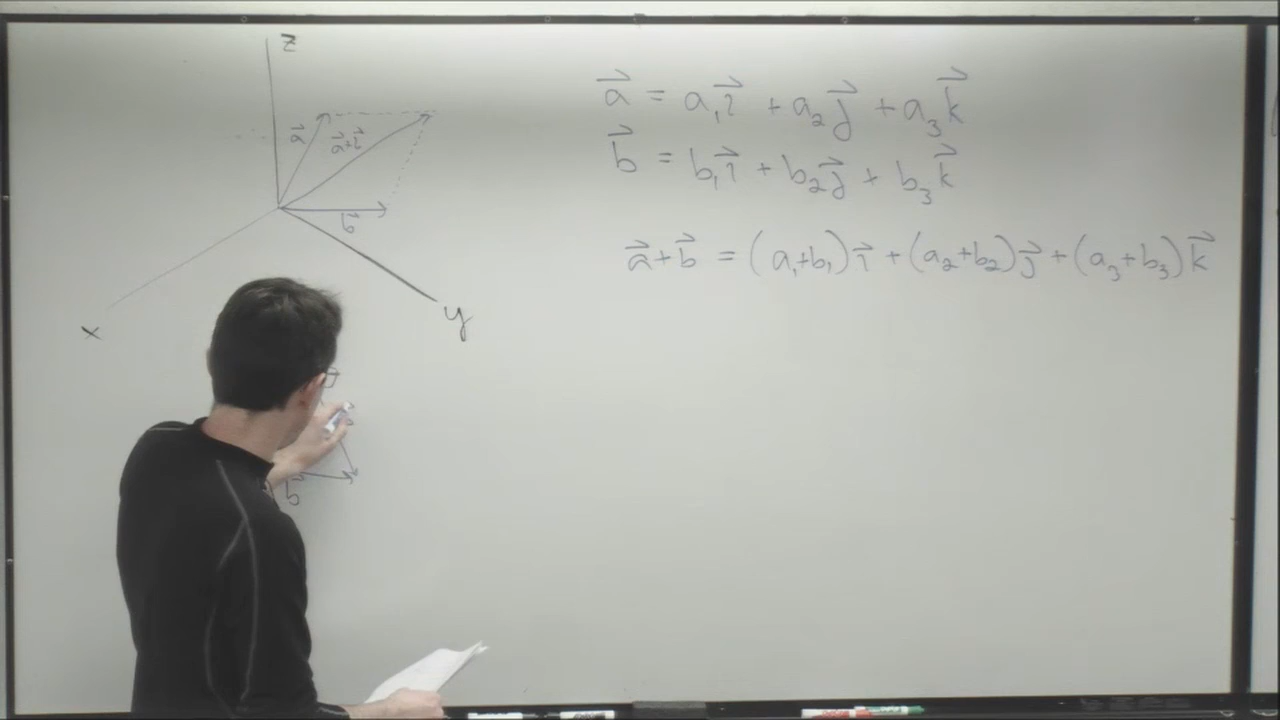 z
a⃗
a⃗+b⃗
b⃗
x
y
b⃗
a⃗ = a₁i⃗ + a₂j⃗ + a₃k⃗
b⃗ = b₁i⃗ + b₂j⃗ + b₃k⃗
a⃗+b⃗ = (a₁+b₁)i⃗ + (a₂+b₂)j⃗ + (a₃+b₃)k⃗